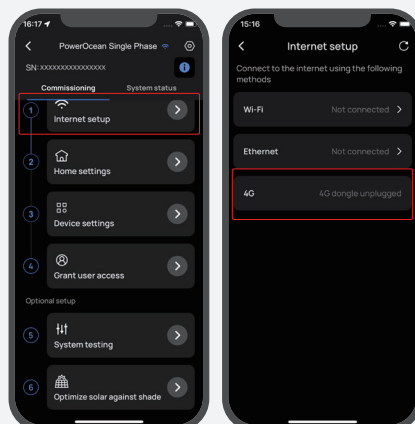 16:17
PowerOcean Single Phase
SN: xxxxxxxxxxxxxxxx
Commissioning
System status
1
Internet setup
2
Home settings
3
Device settings
4
Grant user access
Optional setup
5
System testing
6
Optimize solar against shade
15:16
Internet setup
Connect to the internet using the following
methods
Wi-Fi Not connected
Ethernet Not connected
4G 4G dongle unplugged